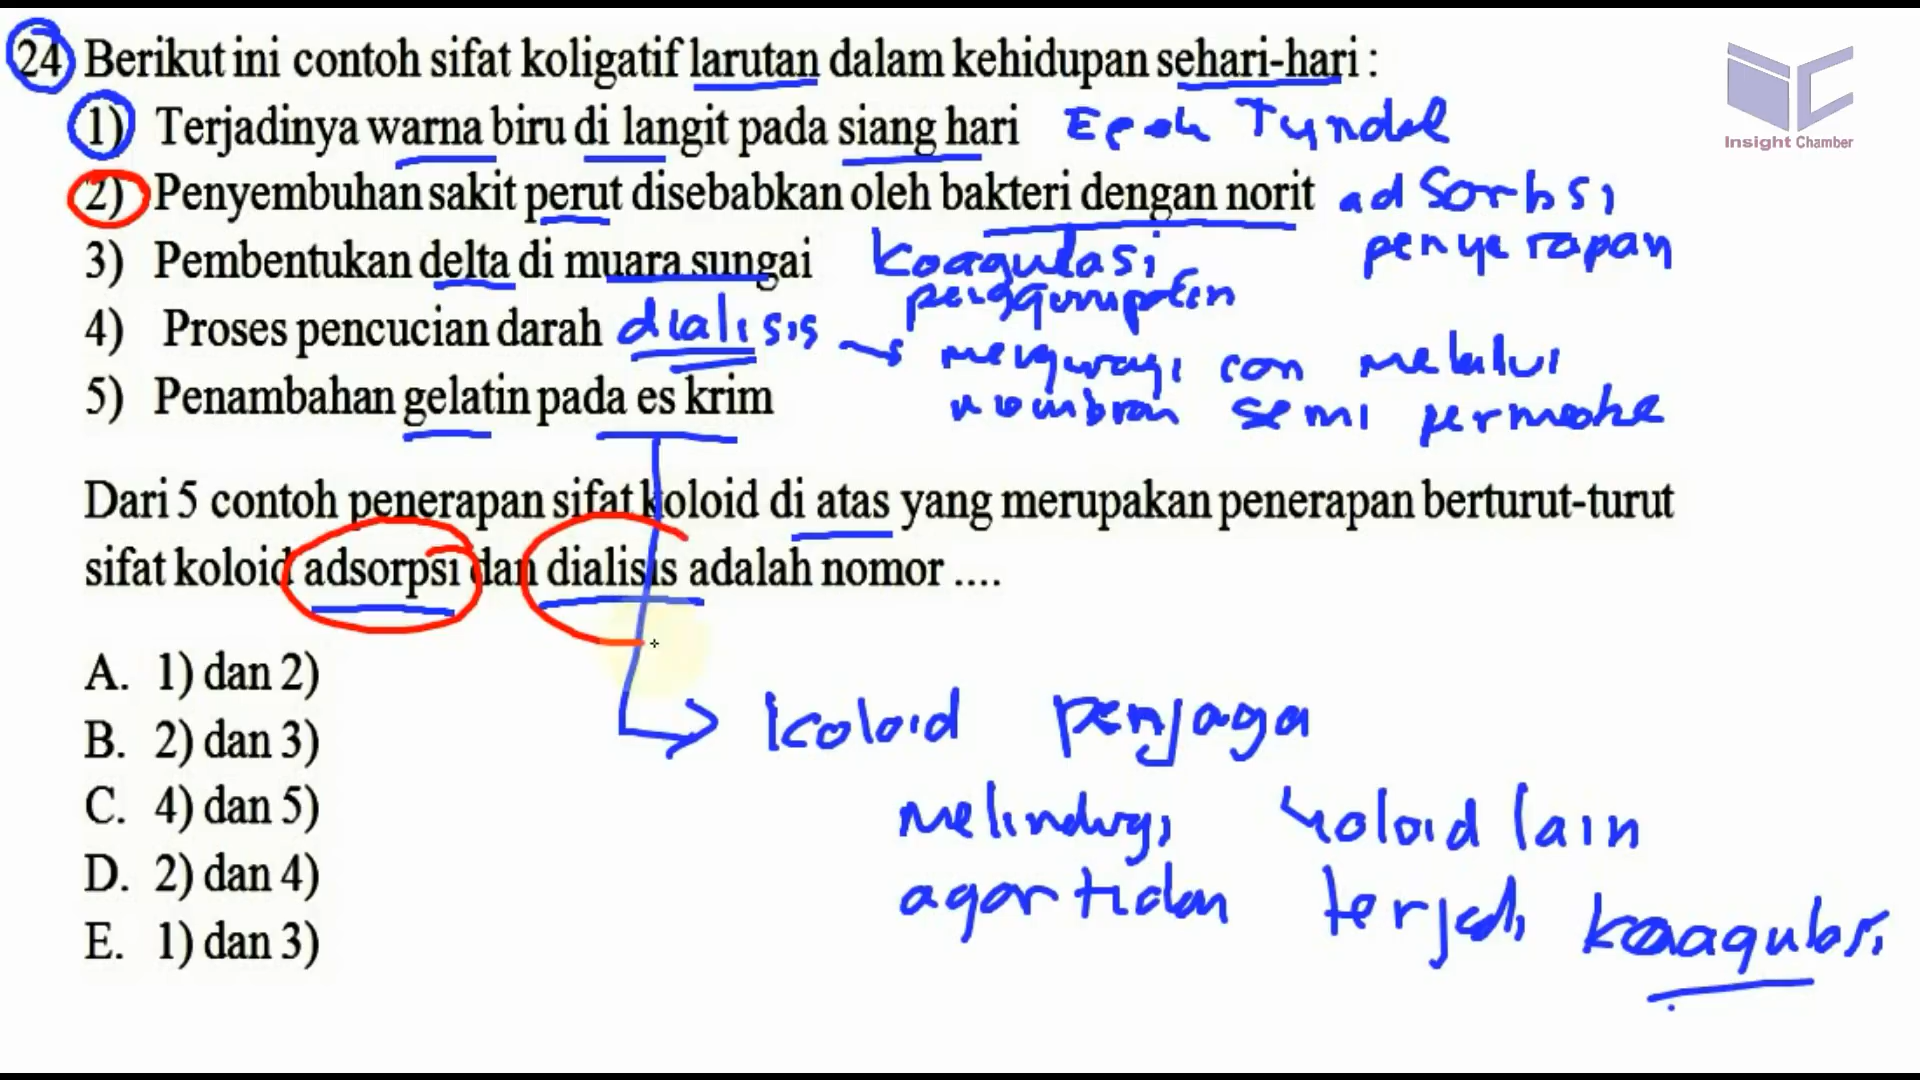 24 Berikut ini contoh sifat koligatif larutan dalam kehidupan sehari-hari :
1) Terjadinya warna biru di langit pada siang hari Efek Tyndel
2) Penyembuhan sakit perut disebabkan oleh bakteri dengan norit adsorbsi
penyerapan
3) Pembentukan delta di muara sungai koagulasi
penggumpalan
4) Proses pencucian darah dialisis
mengurangi ion melalui
semi permeabel
5) Penambahan gelatin pada es krim
Dari 5 contoh penerapan sifat koloid di atas yang merupakan penerapan berturut-turut
sifat koloid adsorpsi dan dialisis adalah nomor ....
A. 1) dan 2)
B. 2) dan 3)
C. 4) dan 5)
D. 2) dan 4)
E. 1) dan 3)
koloid penjaga
melindungi koloid lain
agar tidak terjadi koagulasi
Insight Chamber